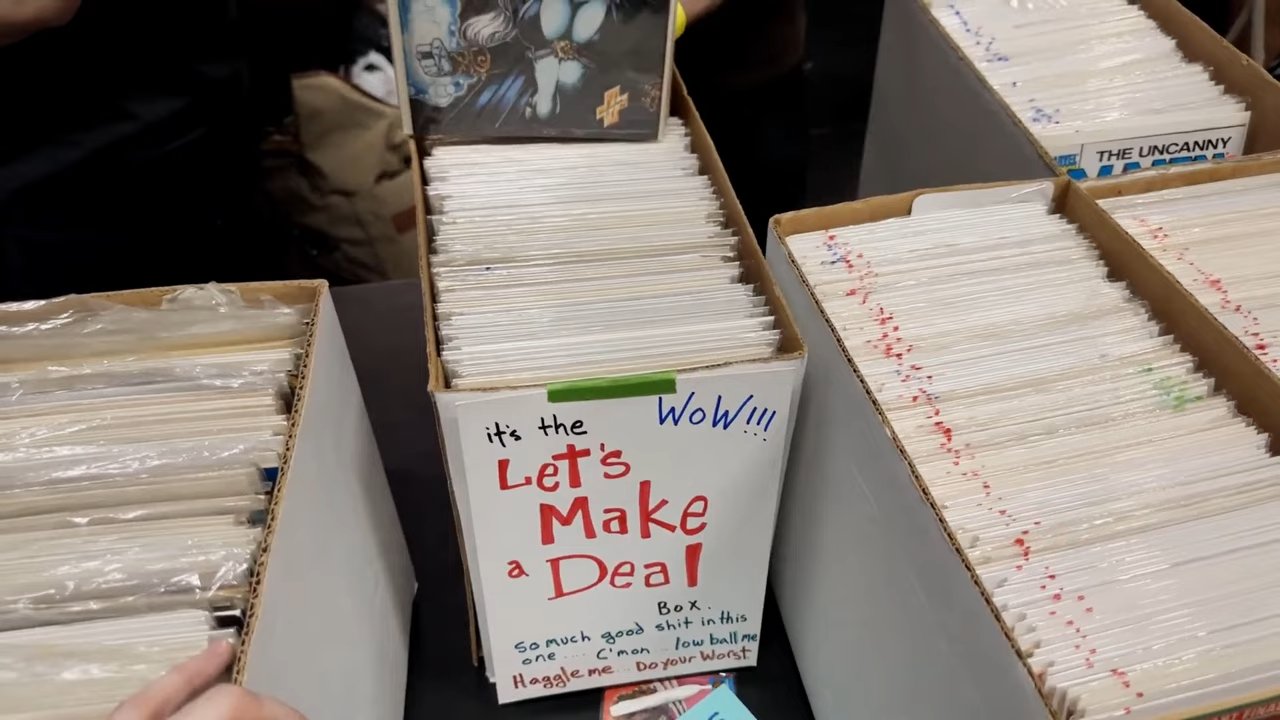 THE UNCANNY
it's the WOW!!!
Let's
Make
a Deal
Box.
so much good shit in this
one .... C'mon ... low ball me
Haggle me ... Do your Worst